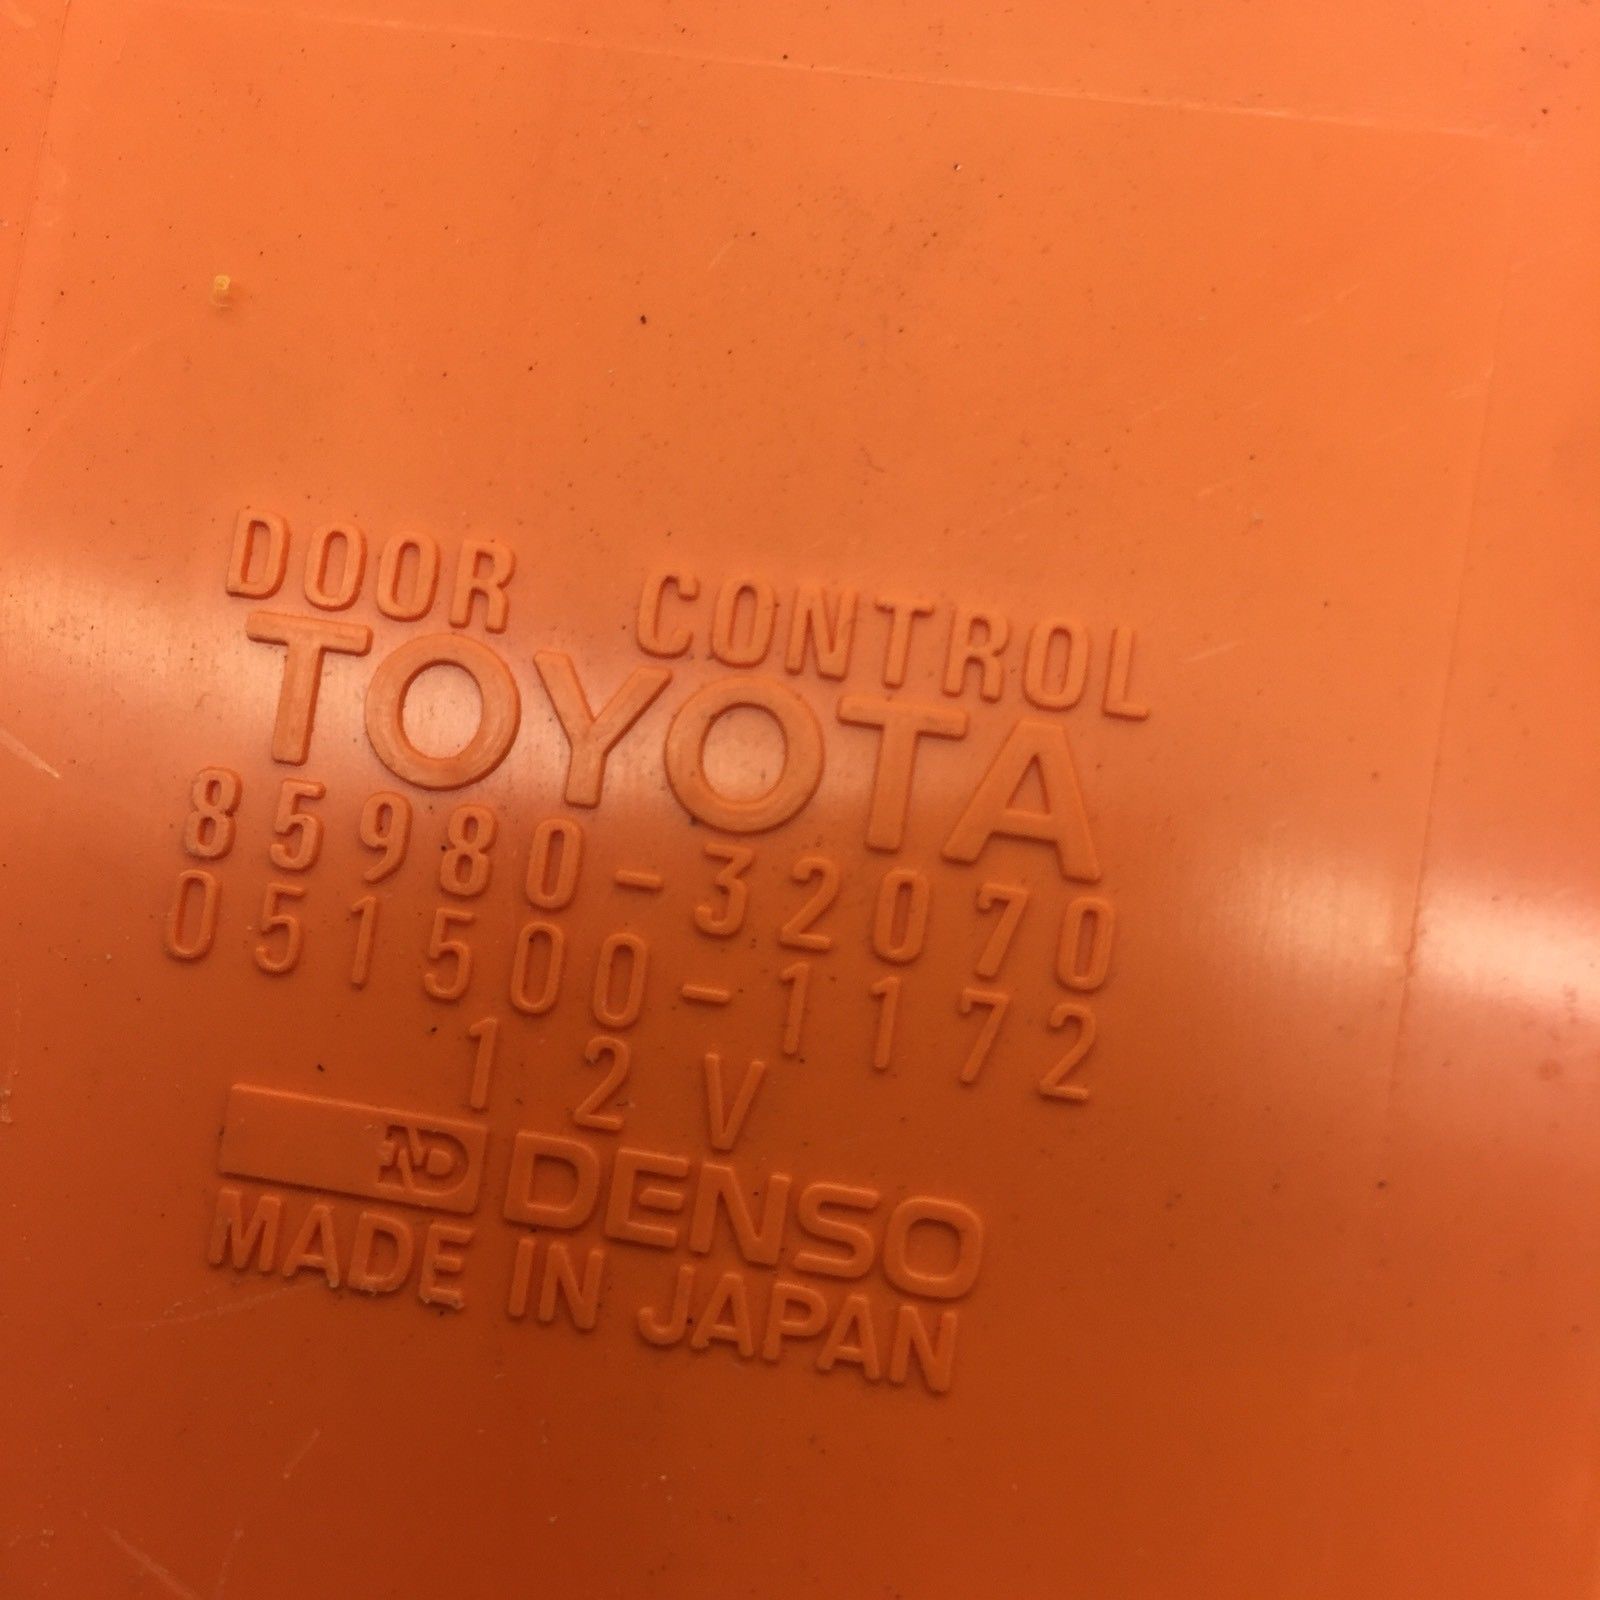 DOOR CONTROL
TOYOTA
85980-32070
051500-1172
12V
ND DENSO
MADE IN JAPAN